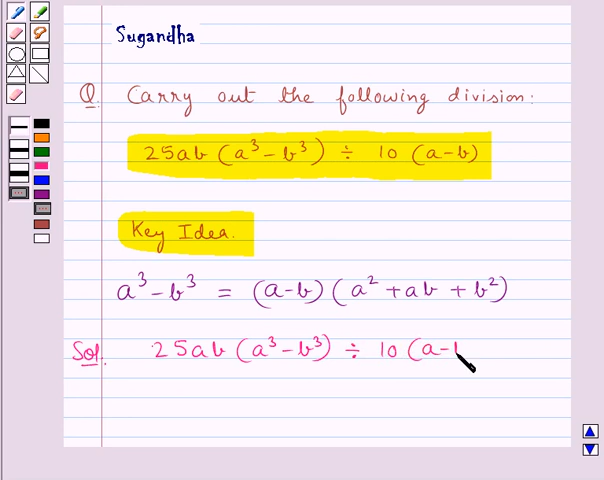 Sugandha
Q. Carry out the following division:
25ab (a³ - b³) ÷ 10 (a-b)
Key Idea.
a³ - b³ = (a-b) (a² + ab + b²)
Sol. 25ab (a³ - b³) ÷ 10 (a-